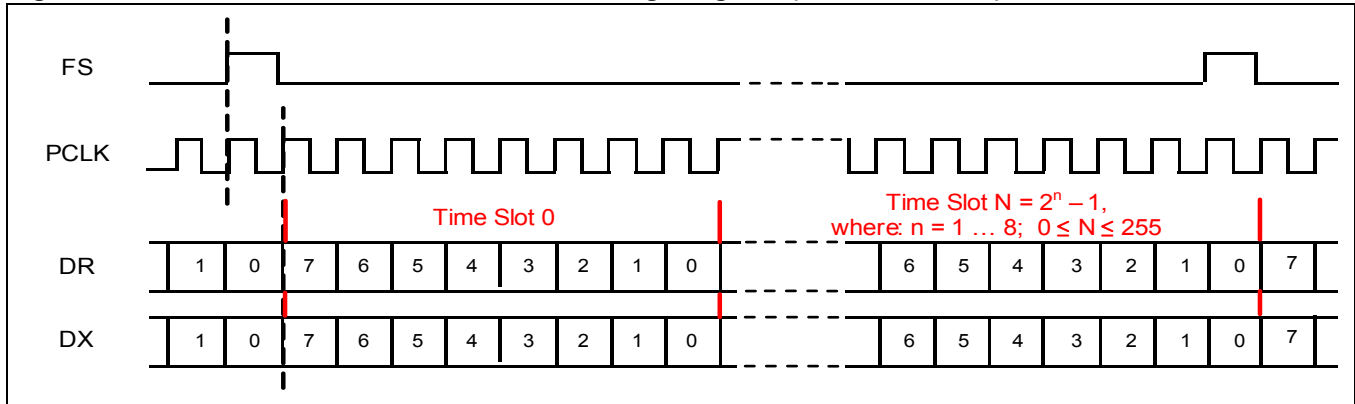 FS
PCLK
Time Slot 0
Time Slot N = 2ⁿ – 1,
where: n = 1 … 8; 0 ≤ N ≤ 255
DR 1 0 7 6 5 4 3 2 1 0 6 5 4 3 2 1 0 7
DX 1 0 7 6 5 4 3 2 1 0 6 5 4 3 2 1 0 7